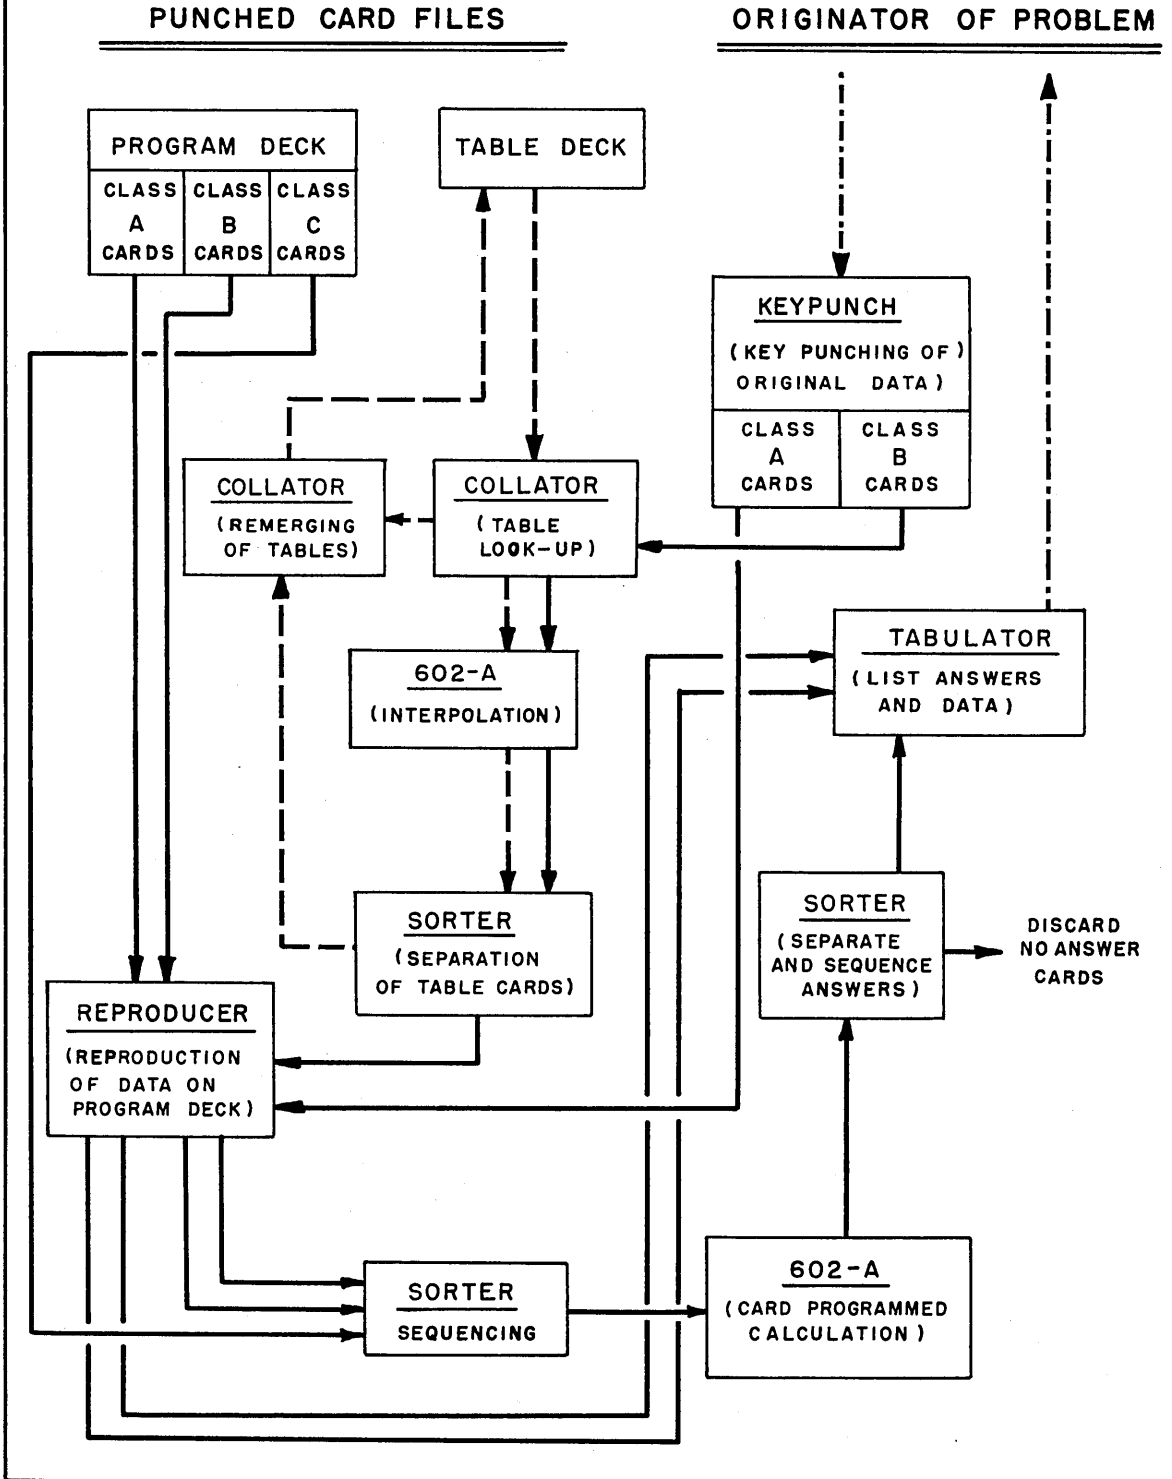 PUNCHED CARD FILES
ORIGINATOR OF PROBLEM
PROGRAM DECK
CLASS
A
CARDS
CLASS
B
CARDS
CLASS
C
CARDS
TABLE DECK
KEYPUNCH
(KEY PUNCHING OF)
ORIGINAL DATA)
CLASS
A
CARDS
CLASS
B
CARDS
COLLATOR
(REMERGING
OF TABLES)
COLLATOR
(TABLE
LOOK-UP)
602-A
(INTERPOLATION)
TABULATOR
(LIST ANSWERS
AND DATA)
SORTER
(SEPARATION
OF TABLE CARDS)
SORTER
(SEPARATE
AND SEQUENCE
ANSWERS)
DISCARD
NO ANSWER
CARDS
REPRODUCER
(REPRODUCTION
OF DATA ON
PROGRAM DECK)
SORTER
SEQUENCING
602-A
(CARD PROGRAMMED
CALCULATION)